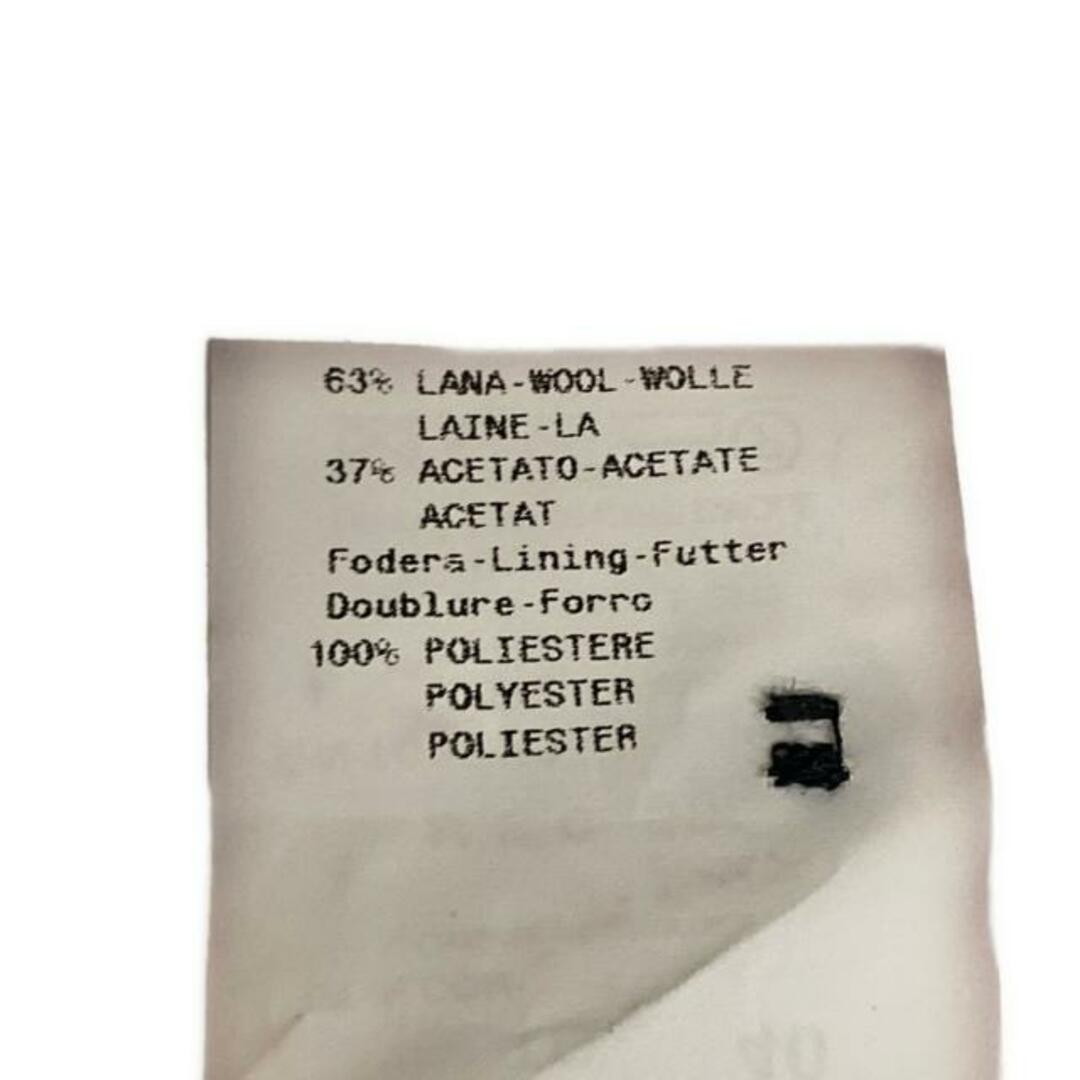 63% LANA-WOOL-WOLLE
LAINE-LA
37% ACETATO-ACETATE
ACETAT
Fodera-Lining-Futter
Doublure-Forro
100% POLIESTERE
POLYESTER
POLIESTER